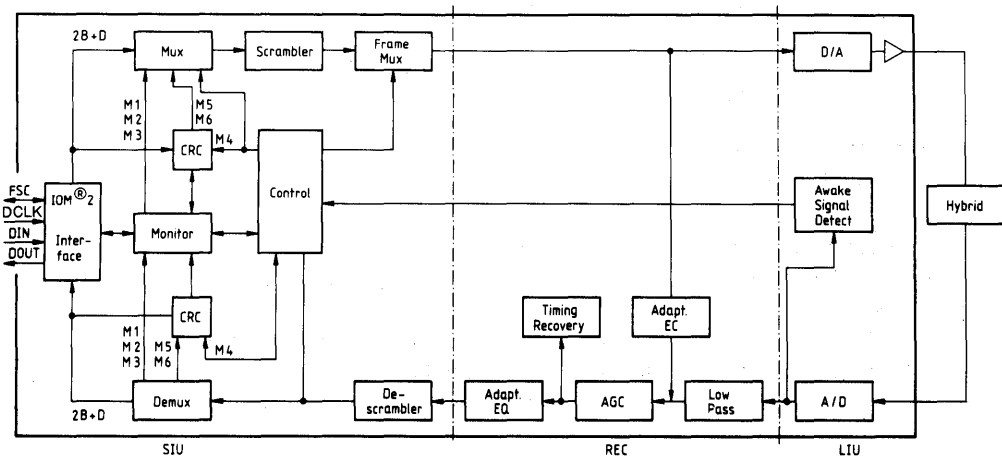 2B+D
Mux
Scrambler
Frame
Mux
D/A
M1
M2
M3
M5
M6
CRC
M4
Control
FSC
DCLK
DIN
DOUT
IOM®2
Inter-
face
Monitor
Awake
Signal
Detect
Hybrid
CRC
M1
M2
M3
M5
M6
M4
Timing
Recovery
Adapt.
EC
2B+D
Demux
De-
scrambler
Adapt.
EQ
AGC
Low
Pass
A/D
SIU
REC
LIU